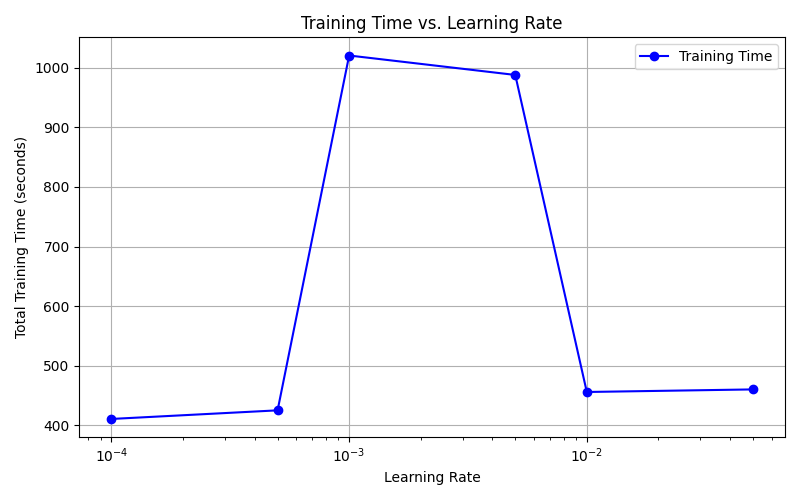 Training Time vs. Learning Rate
Training Time
Total Training Time (seconds)
1000
900
800
700
600
500
400
10⁻⁴
10⁻³
10⁻²
Learning Rate